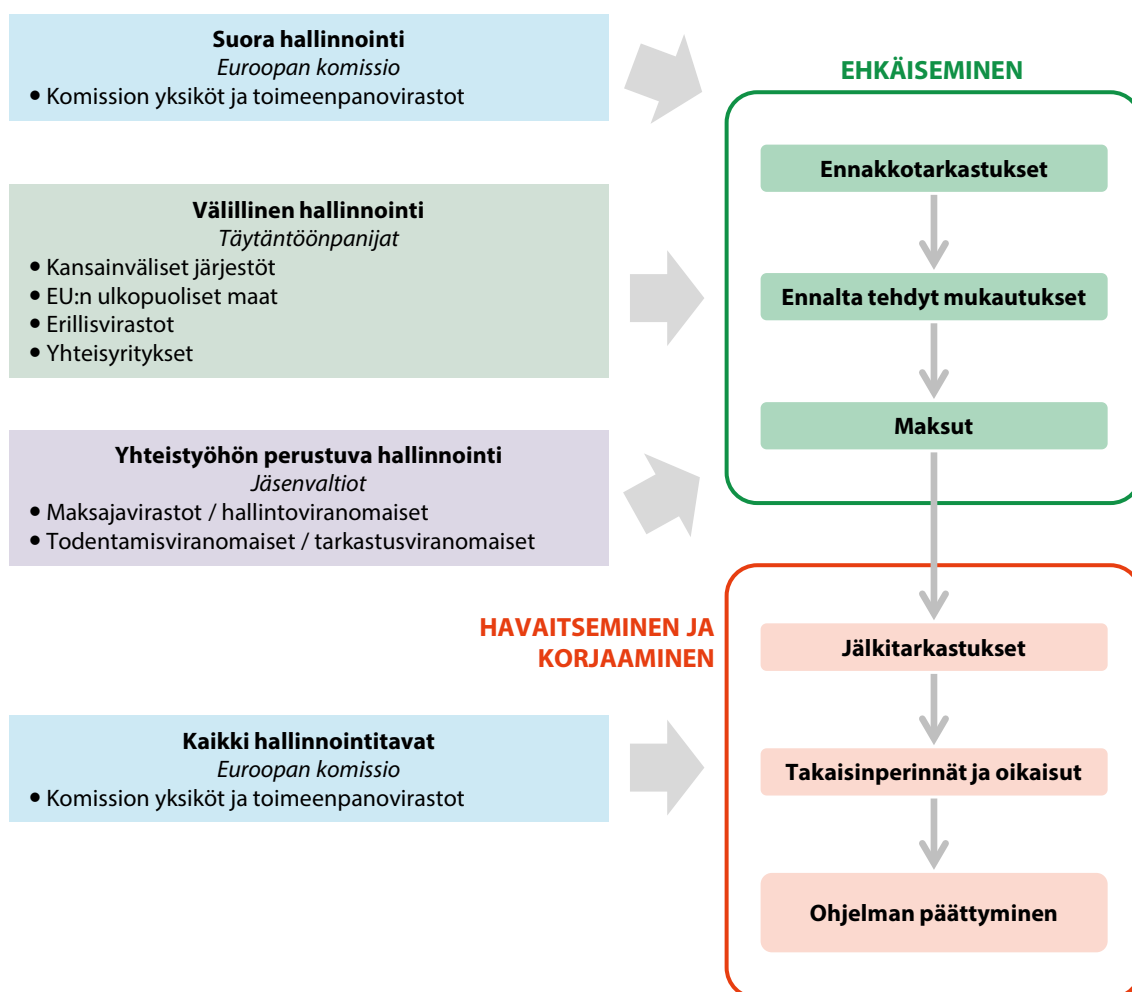 Suora hallinnointi
Euroopan komissio
• Komission yksiköt ja toimeenpanovirastot
Välillinen hallinnointi
Täytäntöönpanijat
• Kansainväliset järjestöt
• EU:n ulkopuoliset maat
• Erillisvirastot
• Yhteisyritykset
Yhteistyöhön perustuva hallinnointi
Jäsenvaltiot
• Maksajavirastot / hallintoviranomaiset
• Todentamisviranomaiset / tarkastusviranomaiset
EHKÄISEMINEN
Ennakkotarkastukset
Ennalta tehdyt mukautukset
Maksut
Kaikki hallinnointitavat
Euroopan komissio
• Komission yksiköt ja toimeenpanovirastot
HAVAITSEMINEN JA
KORJAAMINEN
Jälkitarkastukset
Takaisinperinnät ja oikaisut
Ohjelman päättyminen